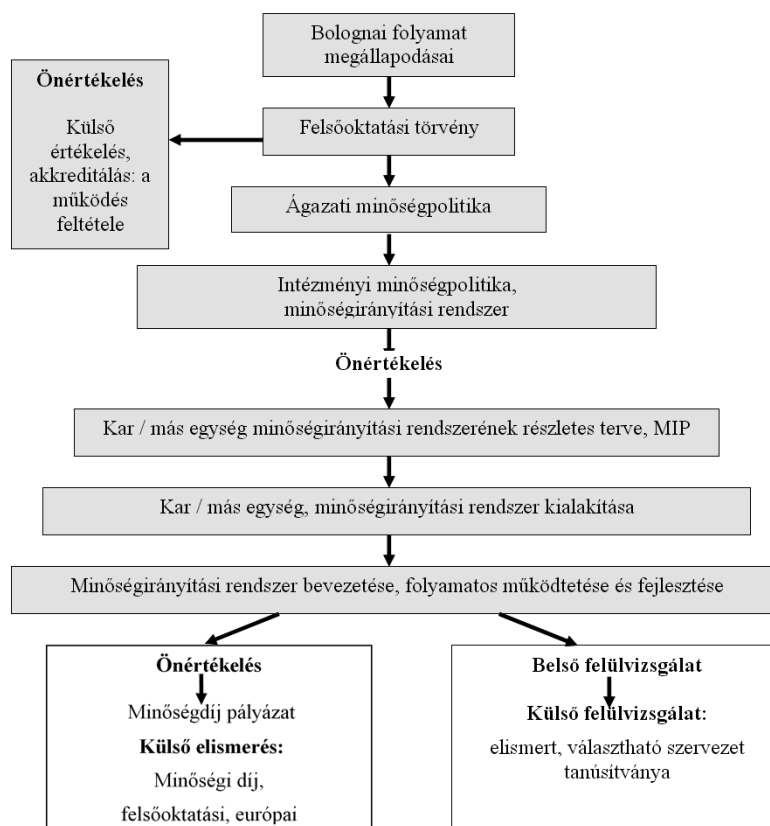 Bolognai folyamat
megállapodásai
Önértékelés
Külső
értékelés,
akkreditálás: a
működés
feltétele
Felsőoktatási törvény
Ágazati minőségpolitika
Intézményi minőségpolitika,
minőségirányítási rendszer
Önértékelés
Kar / más egység minőségirányítási rendszerének részletes terve, MIP
Kar / más egység, minőségirányítási rendszer kialakítása
Minőségirányítási rendszer bevezetése, folyamatos működtetése és fejlesztése
Önértékelés
Minőségdíj pályázat
Külső elismerés:
Minőségi díj,
felsőoktatási, európai
Belső felülvizsgálat
Külső felülvizsgálat:
elismert, választható szervezet
tanúsítványa